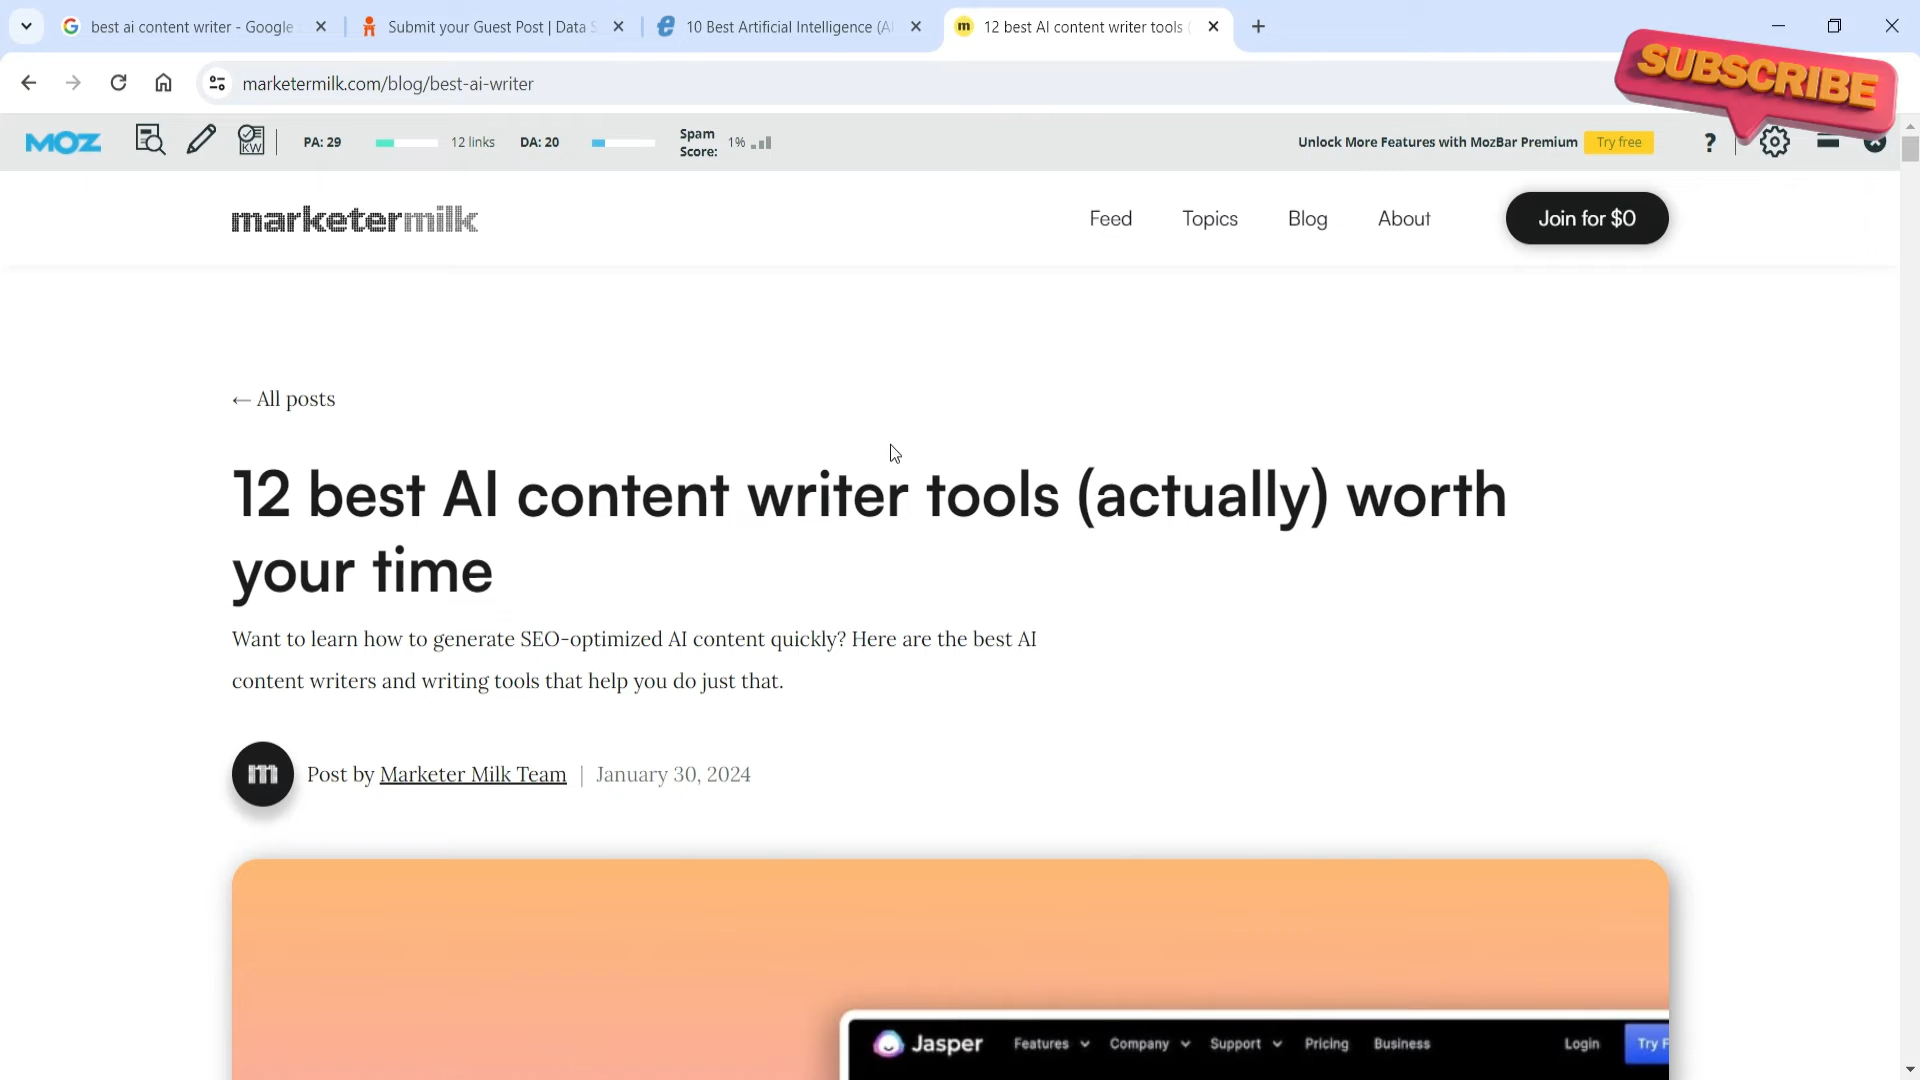 best ai content writer - Google
Submit your Guest Post | Data
10 Best Artificial Intelligence (AI
12 best AI content writer tools (
marketermilk.com/blog/best-ai-writer
SUBSCRIBE
MOZ
KW
PA: 29
12 links
DA: 20
Spam
Score:
1%
Unlock More Features with MozBar Premium
Try free
?
marketermilk
Feed
Topics
Blog
About
Join for $0
← All posts
12 best AI content writer tools (actually) worth
your time
Want to learn how to generate SEO-optimized AI content quickly? Here are the best AI
content writers and writing tools that help you do just that.
m
Post by Marketer Milk Team | January 30, 2024
Jasper
Features
Company
Support
Pricing
Business
Login
Try